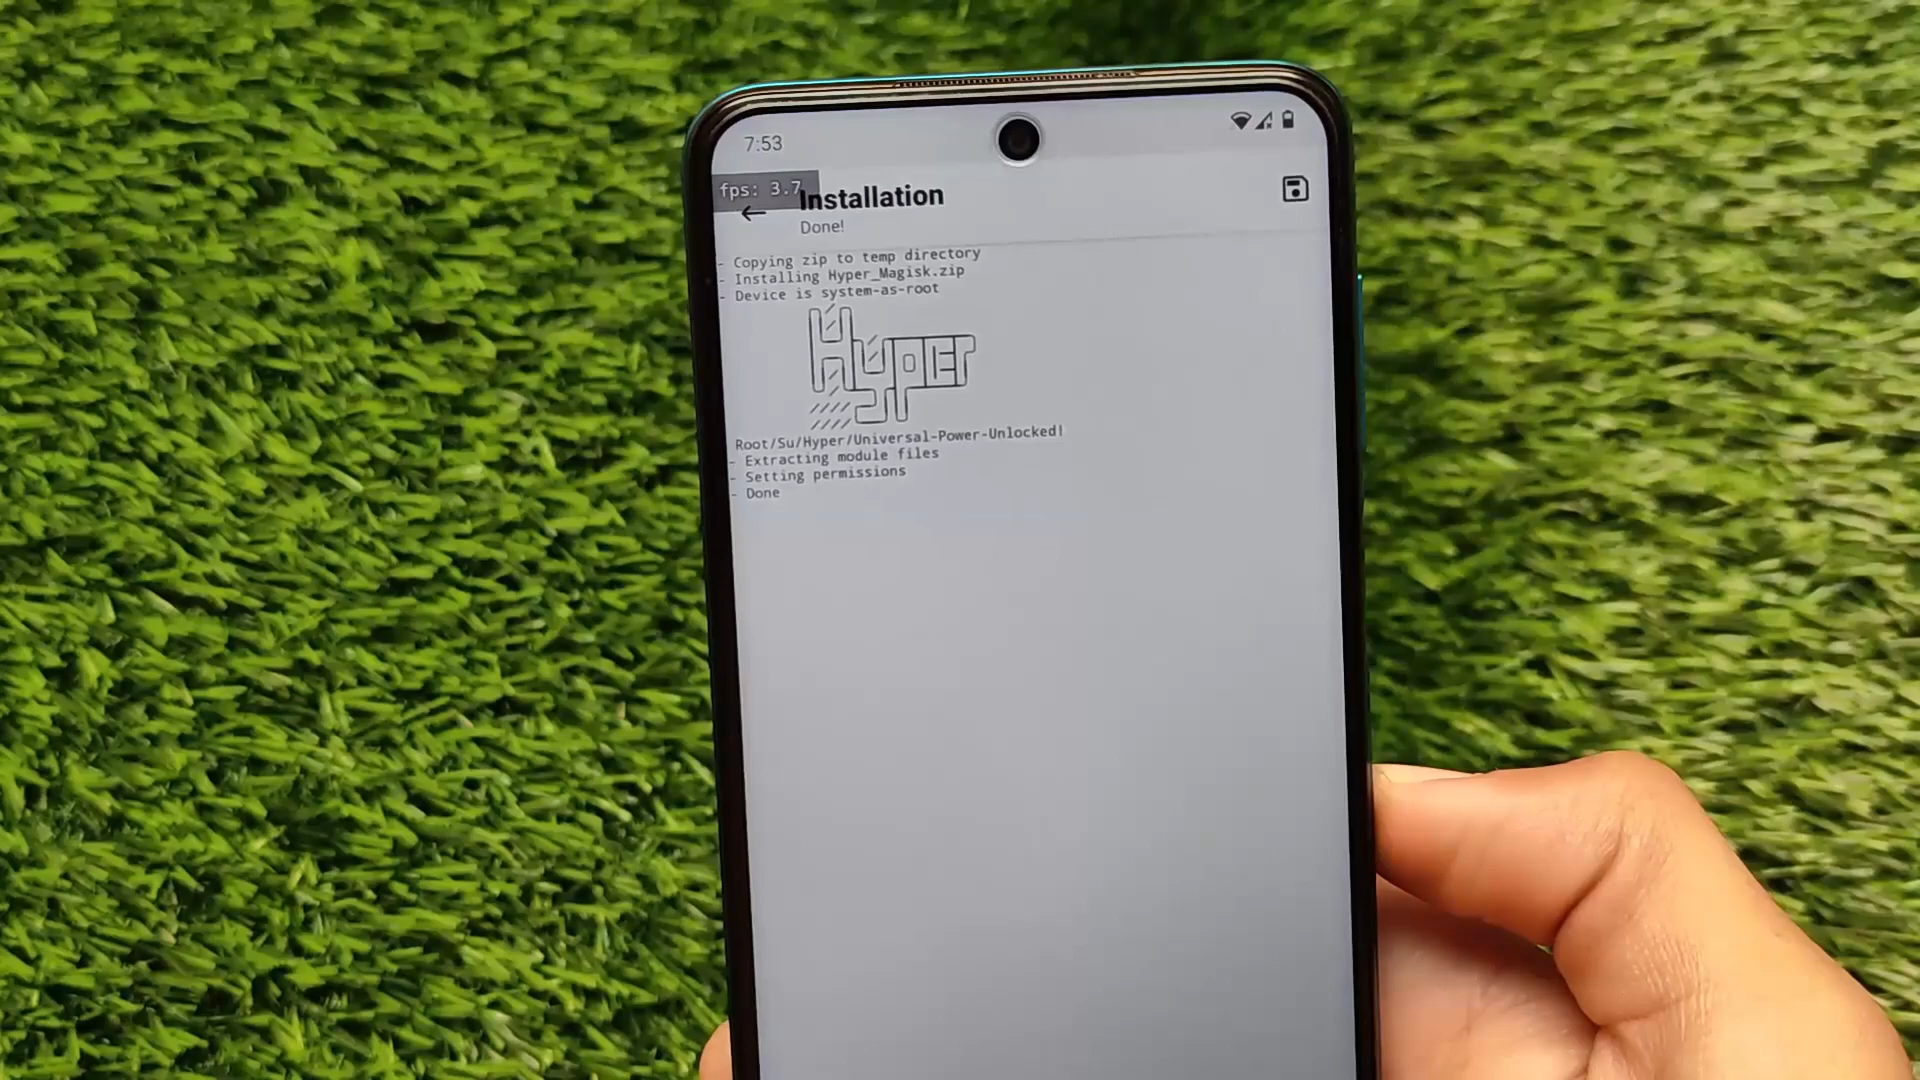 7:53
fps: 3.7
Installation
Done!
- Copying zip to temp directory
- Installing Hyper_Magisk.zip
- Device is system-as-root
Hyper
Root/Su/Hyper/Universal-Power-Unlocked!
- Extracting module files
- Setting permissions
- Done